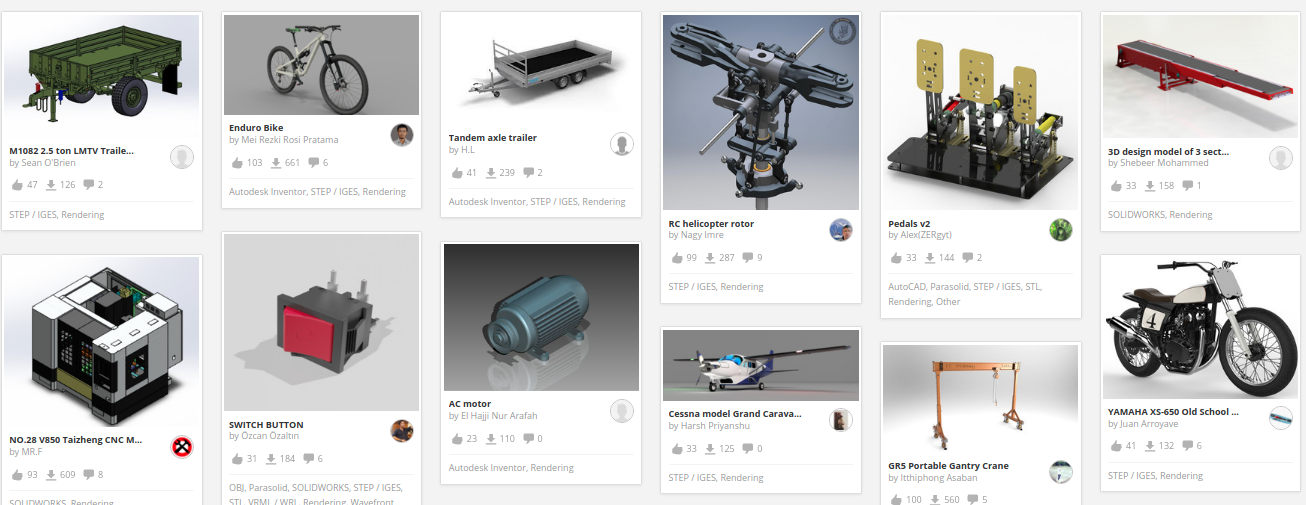 M1082 2.5 ton LMTV Traile...
by Sean O'Brien
47 126 2
STEP / IGES, Rendering
NO.28 V850 Taizheng CNC M...
by MR.F
93 609 8
SOLIDWORKS, Rendering
Enduro Bike
by Mei Rezki Rosi Pratama
103 661 6
Autodesk Inventor, STEP / IGES, Rendering
SWITCH BUTTON
by Özcan Özaltın
31 184 6
OBJ, Parasolid, SOLIDWORKS, STEP / IGES,
STL, VRML / WRL, Rendering, Wavefront,
Tandem axle trailer
by H.L
41 239 2
Autodesk Inventor, STEP / IGES, Rendering
AC motor
by El Hajji Nur Arafah
23 110 0
Autodesk Inventor, Rendering
RC helicopter rotor
by Nagy Imre
99 287 9
STEP / IGES, Rendering
Cessna model Grand Carava...
by Harsh Priyanshu
33 125 0
STEP / IGES, Rendering
Pedals v2
by Alex(ZERgyt)
33 144 2
AutoCAD, Parasolid, STEP / IGES, STL,
Rendering, Other
GR5 Portable Gantry Crane
by Itthiphong Asaban
100 560 5
3D design model of 3 sect...
by Shebeer Mohammed
33 158 1
SOLIDWORKS, Rendering
4
YAMAHA XS-650 Old School ...
by Juan Arroyave
41 132 6
STEP / IGES, Rendering